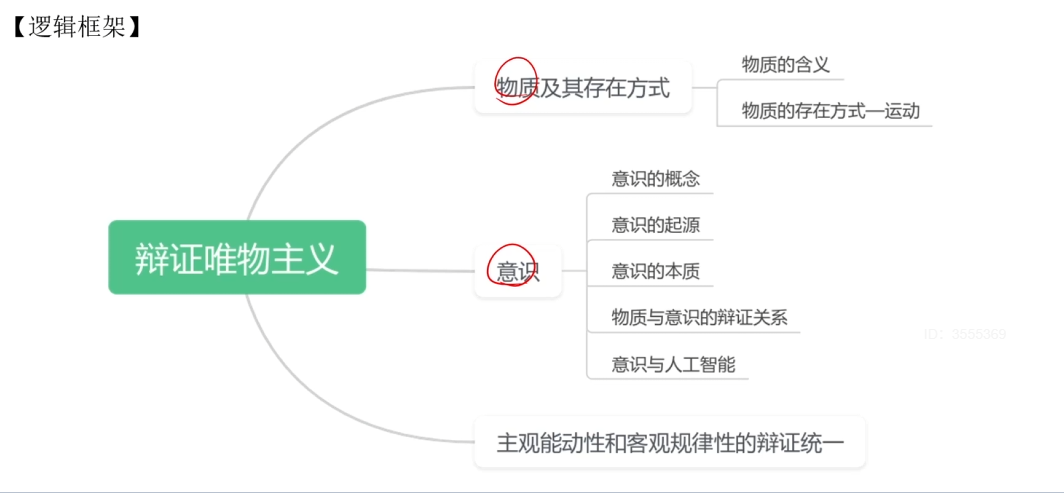 【逻辑框架】
物质及其存在方式
物质的含义
物质的存在方式—运动
辩证唯物主义
意识
意识的概念
意识的起源
意识的本质
物质与意识的辩证关系
意识与人工智能
主观能动性和客观规律性的辩证统一
ID：3555369